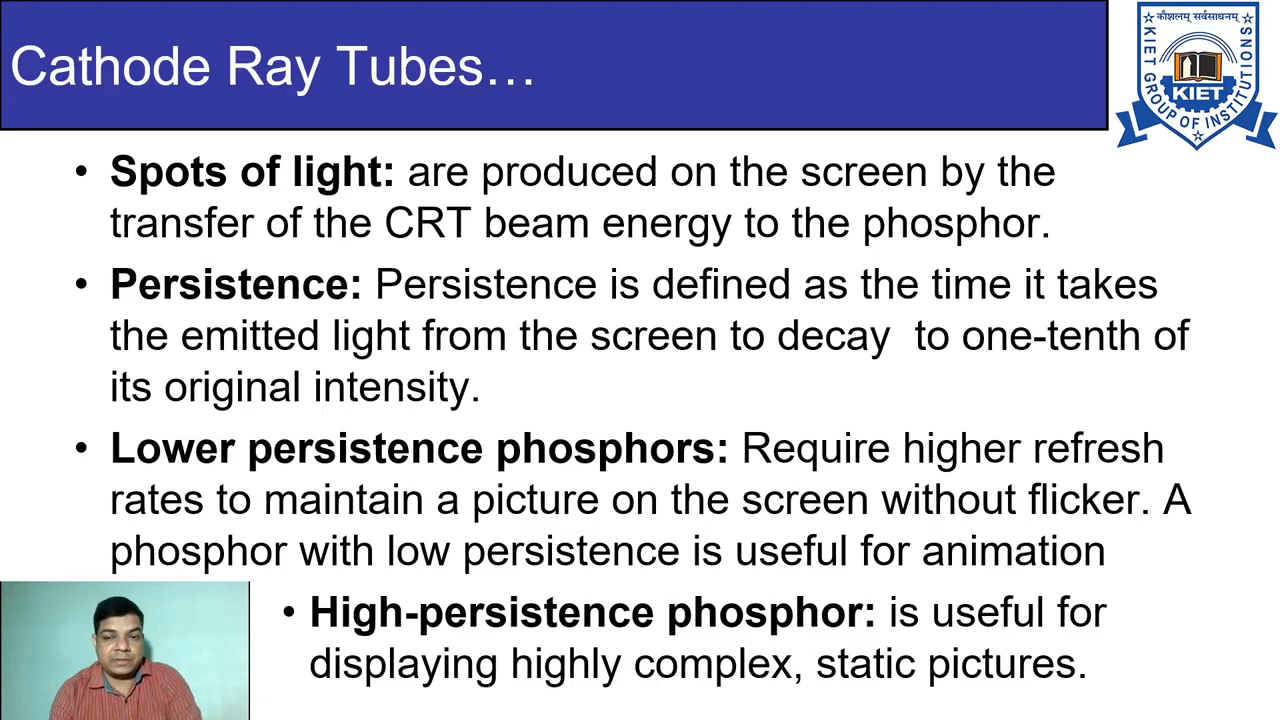 Cathode Ray Tubes…
कौशलम् सर्वसाधनम्
KIET GROUP OF INSTITUTIONS
KIET
• Spots of light: are produced on the screen by the
transfer of the CRT beam energy to the phosphor.
• Persistence: Persistence is defined as the time it takes
the emitted light from the screen to decay  to one-tenth of
its original intensity.
• Lower persistence phosphors: Require higher refresh
rates to maintain a picture on the screen without flicker. A
phosphor with low persistence is useful for animation
• High-persistence phosphor: is useful for
displaying highly complex, static pictures.